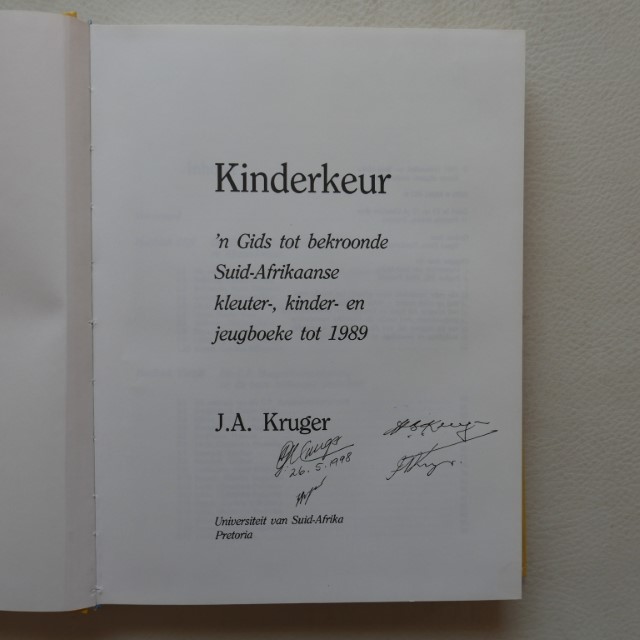 Kinderkeur
'n Gids tot bekroonde
Suid-Afrikaanse
kleuter-, kinder- en
jeugboeke tot 1989
J.A. Kruger
26.5.1998
Universiteit van Suid-Afrika
Pretoria